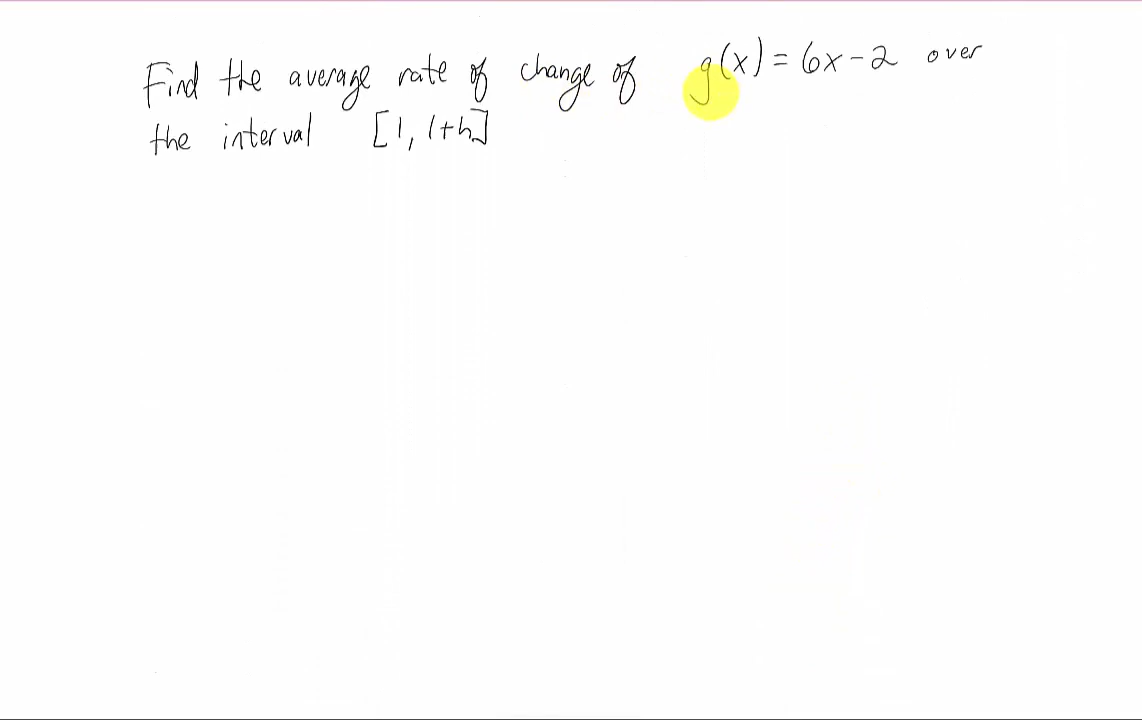 Find the average rate of change of g(x) = 6x - 2 over
the interval [1, 1+h]